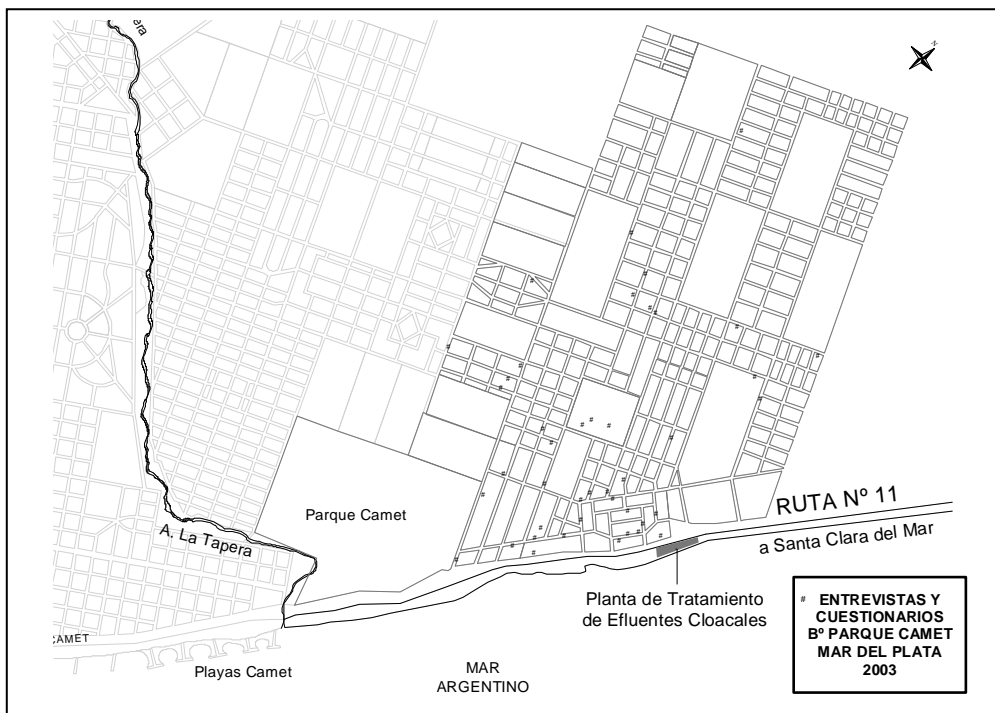 N
Parque Camet
A. La Tapera
RUTA Nº 11
a Santa Clara del Mar
Planta de Tratamiento
de Efluentes Cloacales
CAMET
Playas Camet
MAR
ARGENTINO
# ENTREVISTAS Y
CUESTIONARIOS
Bº PARQUE CAMET
MAR DEL PLATA
2003